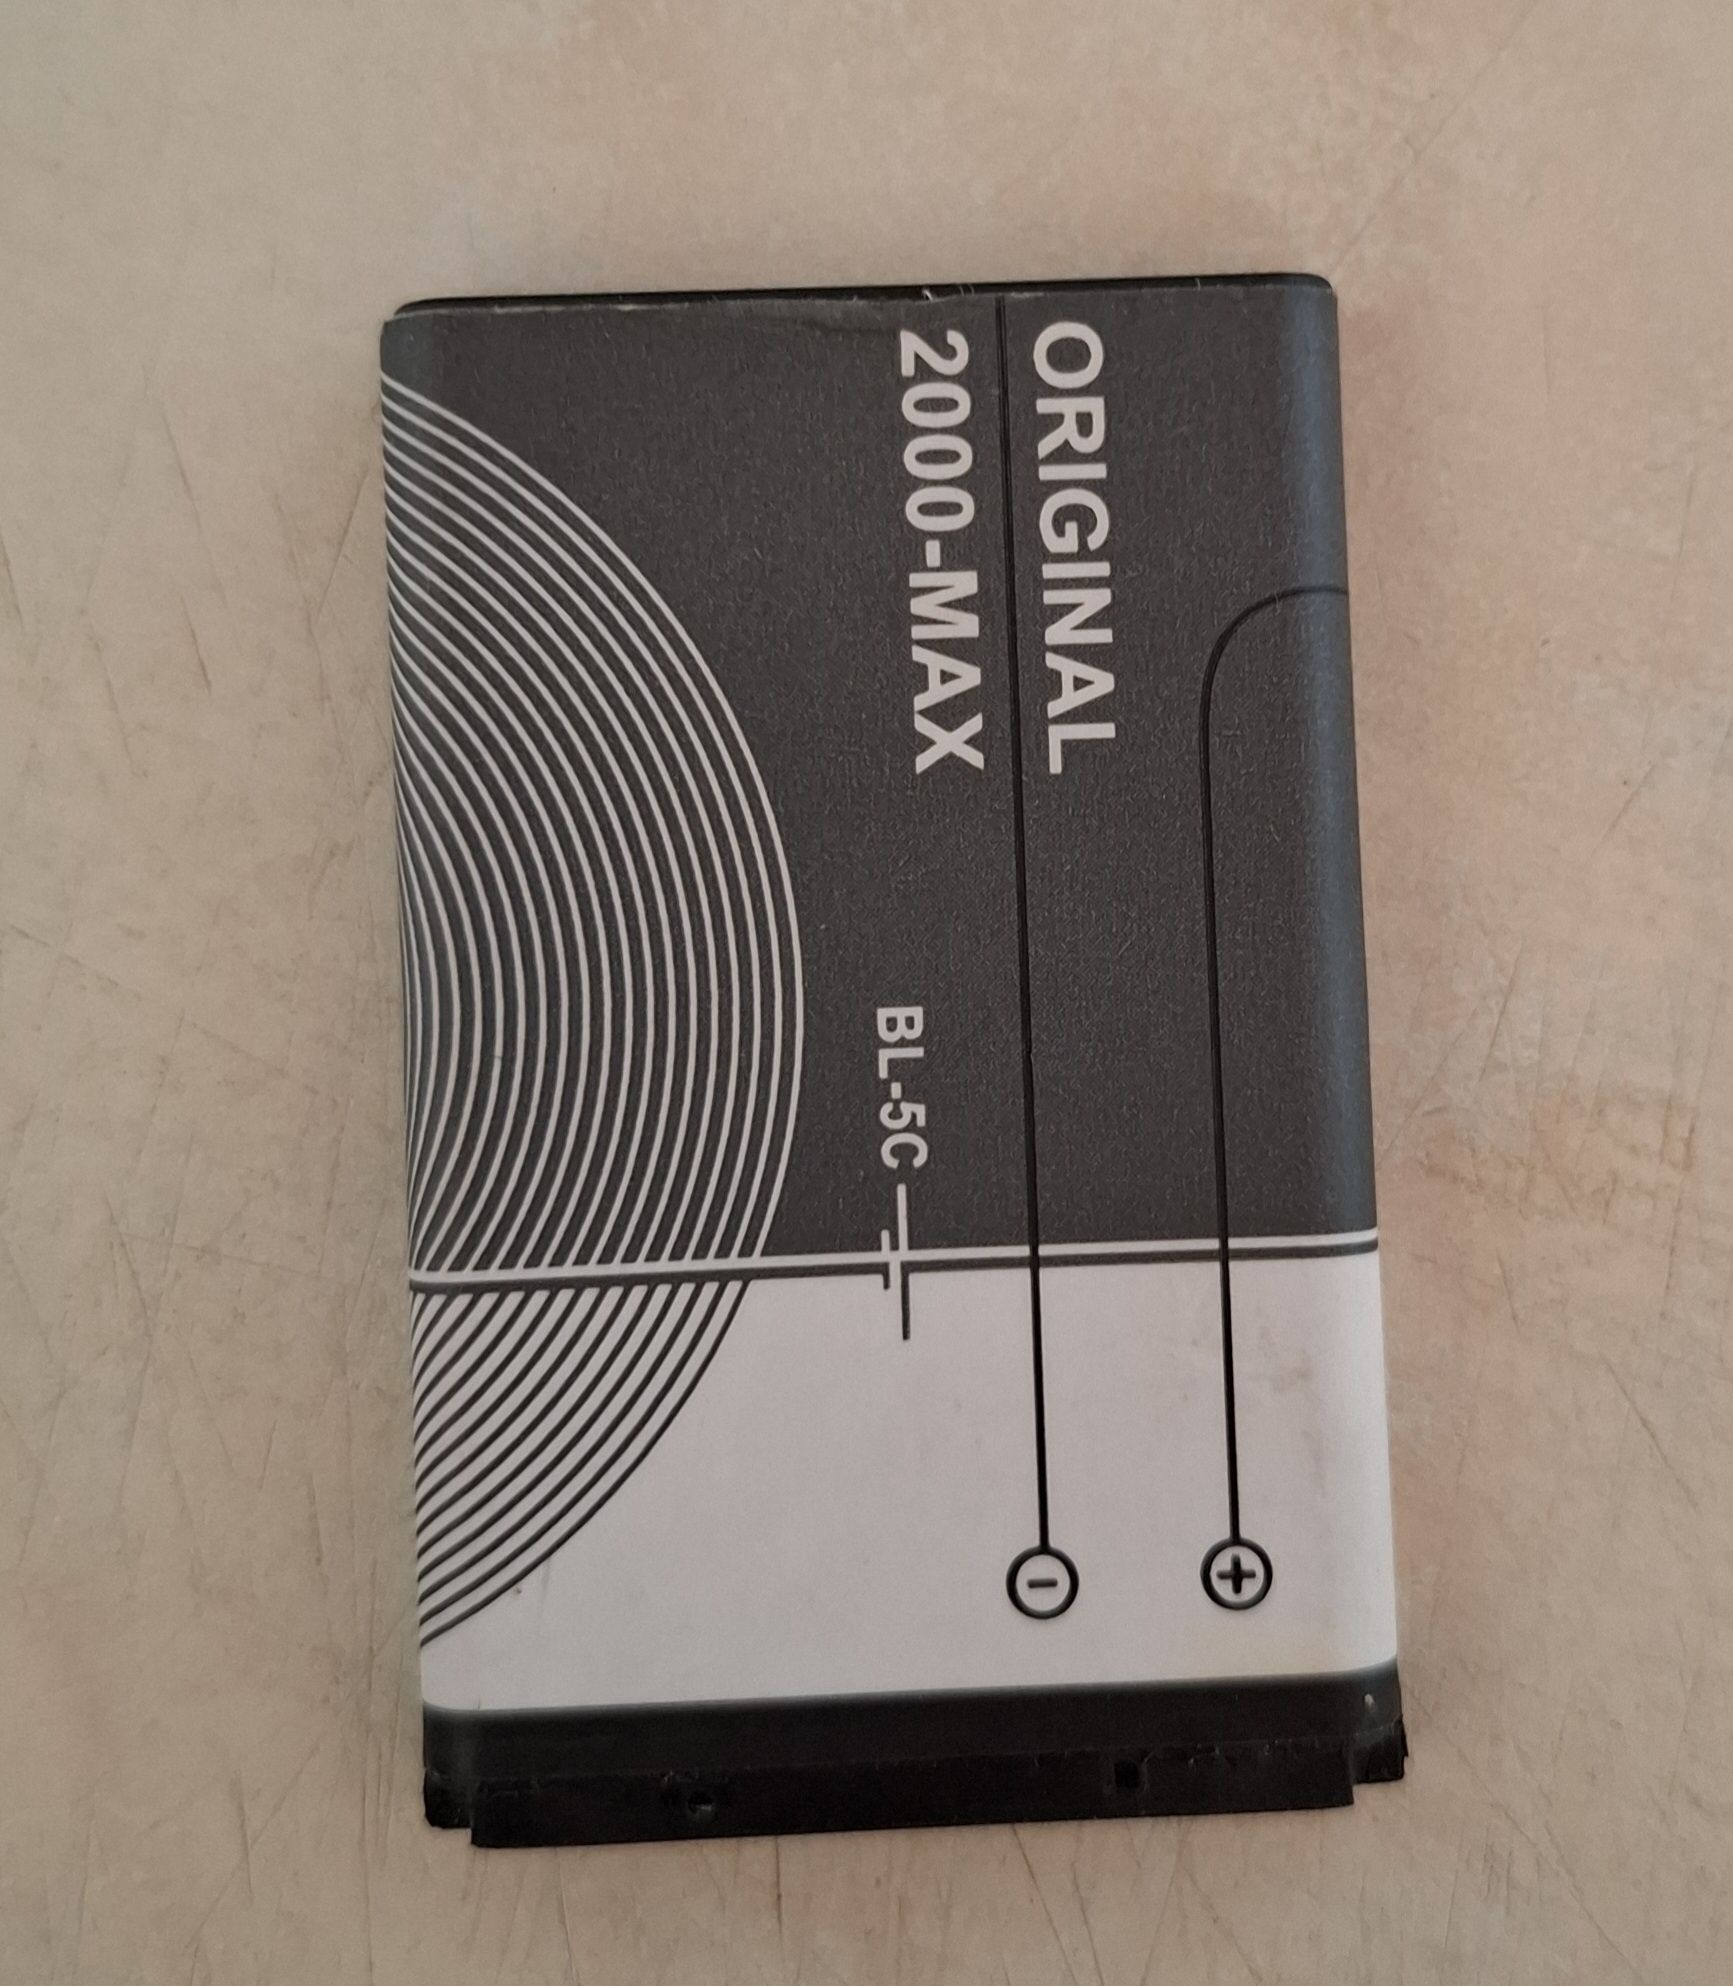 ORIGINAL
2000-MAX
BL-5C
- +